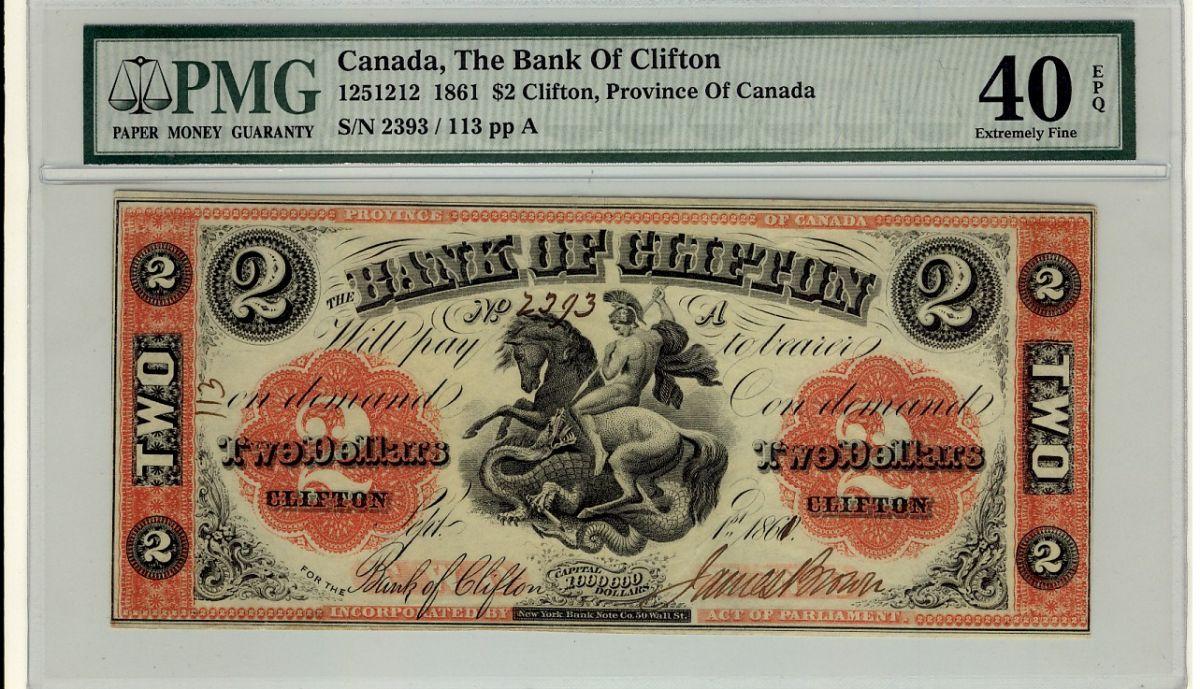 PMG
PAPER MONEY GUARANTY
Canada, The Bank Of Clifton
1251212 1861 $2 Clifton, Province Of Canada
S/N 2393 / 113 pp A
40
EPQ
Extremely Fine
PROVINCE OF CANADA
2 2 2 2
THE BANK OF CLIFTON
No 2393 A
Will pay to bearer
113
on demand on demand
TWO TWO
2 2
Two Dollars Two Dollars
CLIFTON CLIFTON
Sept. 1st 1861.
2 2
FOR THE Bank of Clifton
CAPITAL
1000000
DOLLARS
James Brown
INCORPORATED BY New York Bank Note Co. 50 Wall St. ACT OF PARLIAMENT.